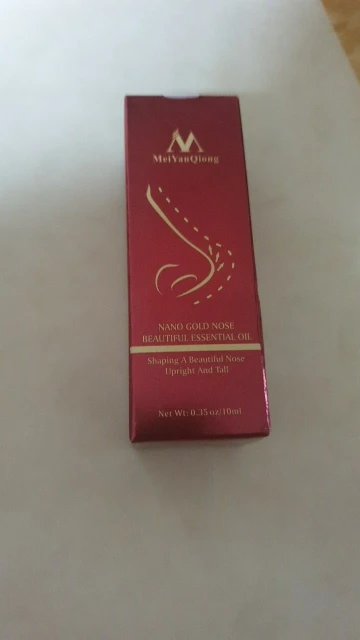 MeiYanQiong
NANO GOLD NOSE
BEAUTIFUL ESSENTIAL OIL
Shaping A Beautiful Nose
Upright And Tall
Net Wt: 0.35 oz/10ml